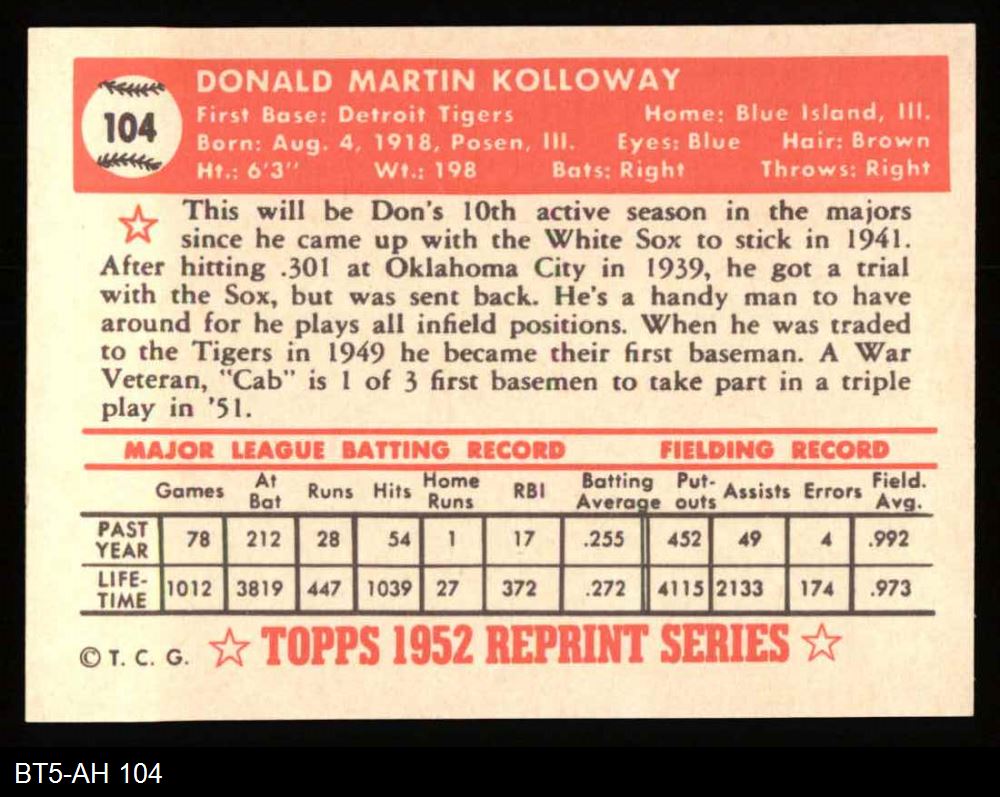 104
DONALD MARTIN KOLLOWAY
First Base: Detroit Tigers Home: Blue Island, Ill.
Born: Aug. 4, 1918, Posen, Ill. Eyes: Blue Hair: Brown
Ht.: 6'3" Wt.: 198 Bats: Right Throws: Right
This will be Don's 10th active season in the majors
since he came up with the White Sox to stick in 1941.
After hitting .301 at Oklahoma City in 1939, he got a trial
with the Sox, but was sent back. He's a handy man to have
around for he plays all infield positions. When he was traded
to the Tigers in 1949 he became their first baseman. A War
Veteran, "Cab" is 1 of 3 first basemen to take part in a triple
play in '51.
MAJOR LEAGUE BATTING RECORD FIELDING RECORD
Games At Bat Runs Hits Home Runs RBI Batting Average Put-outs Assists Errors Field. Avg.
PAST YEAR 78 212 28 54 1 17 .255 452 49 4 .992
LIFE-TIME 1012 3819 447 1039 27 372 .272 4115 2133 174 .973
© T. C. G. TOPPS 1952 REPRINT SERIES
BT5-AH 104